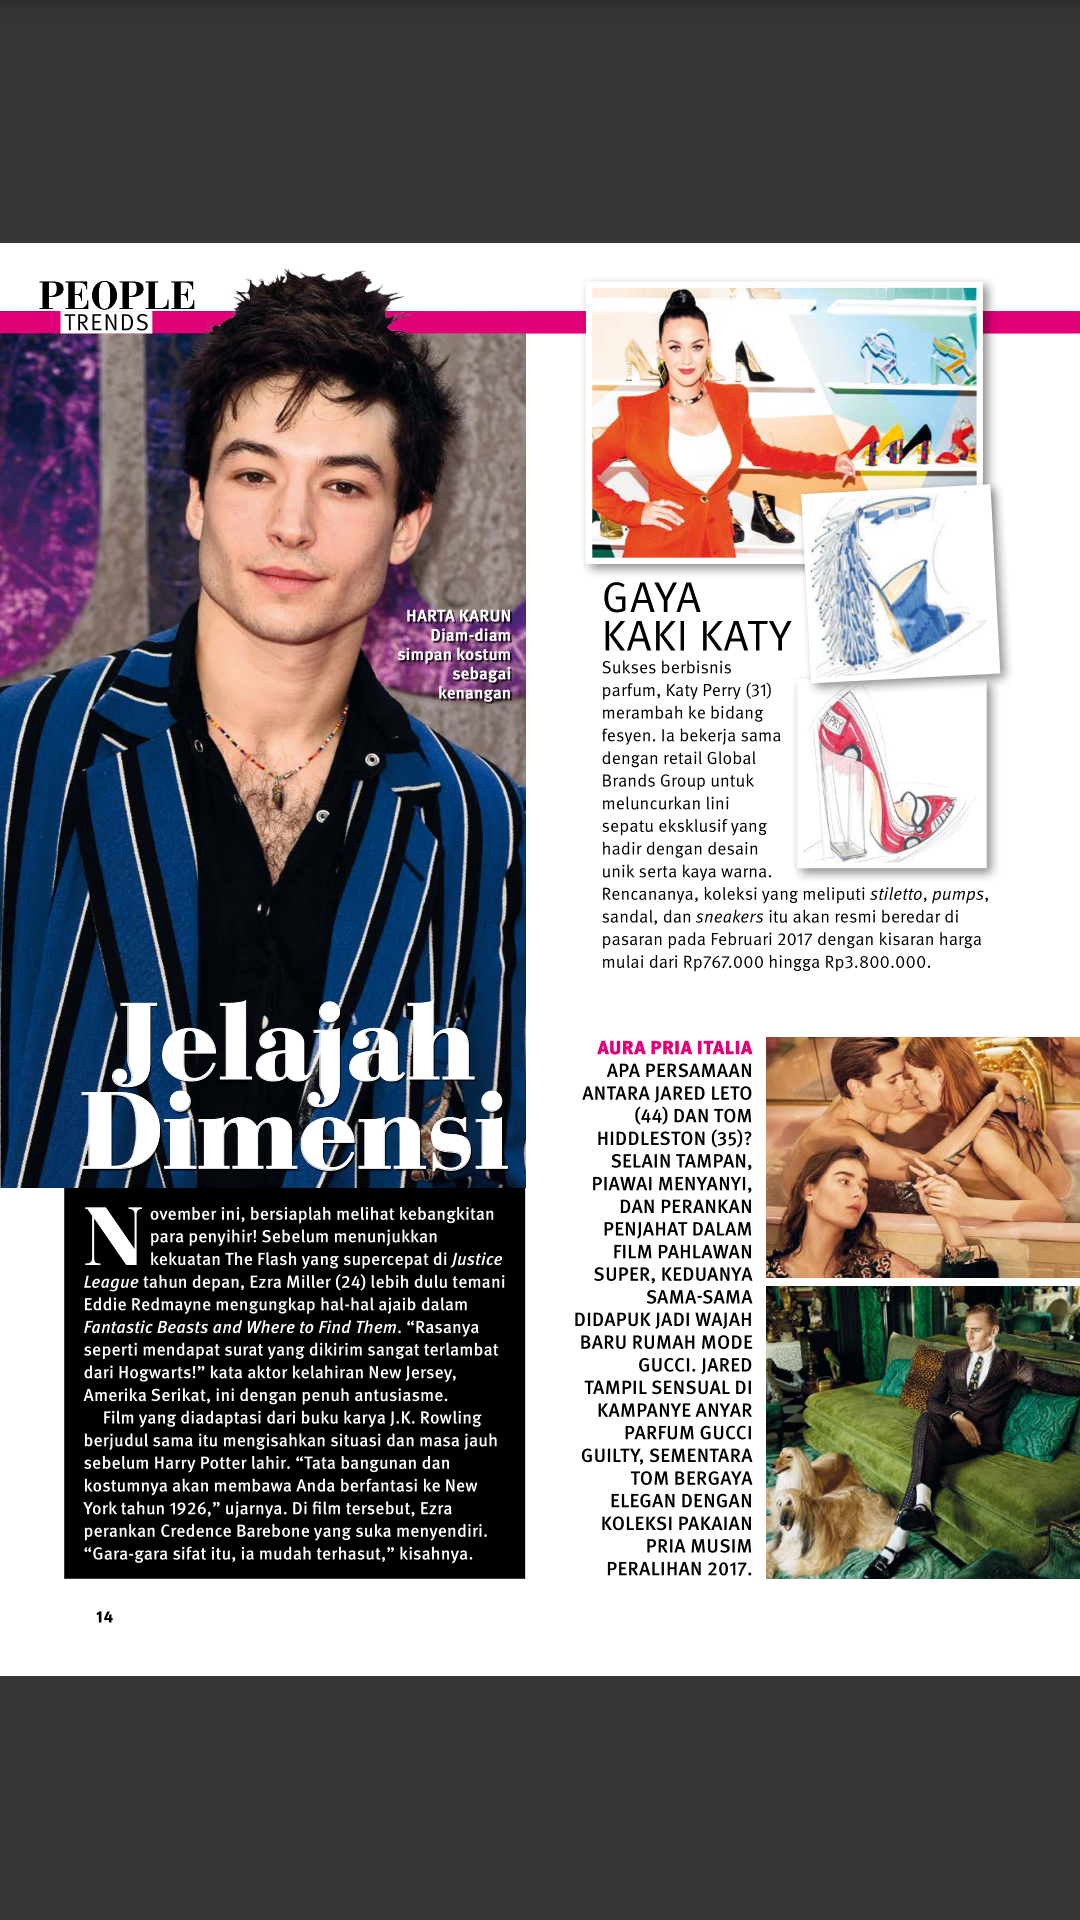 PEOPLE
TRENDS
HARTA KARUN
Diam-diam
simpan kostum
sebagai
kenangan
Jelajah
Dimensi
November ini, bersiaplah melihat kebangkitan
para penyihir! Sebelum menunjukkan
kekuatan The Flash yang supercepat di Justice
League tahun depan, Ezra Miller (24) lebih dulu temani
Eddie Redmayne mengungkap hal-hal ajaib dalam
Fantastic Beasts and Where to Find Them. “Rasanya
seperti mendapat surat yang dikirim sangat terlambat
dari Hogwarts!” kata aktor kelahiran New Jersey,
Amerika Serikat, ini dengan penuh antusiasme.
Film yang diadaptasi dari buku karya J.K. Rowling
berjudul sama itu mengisahkan situasi dan masa jauh
sebelum Harry Potter lahir. “Tata bangunan dan
kostumnya akan membawa Anda berfantasi ke New
York tahun 1926,” ujarnya. Di film tersebut, Ezra
perankan Credence Barebone yang suka menyendiri.
“Gara-gara sifat itu, ia mudah terhasut,” kisahnya.
14
GAYA
KAKI KATY
Sukses berbisnis
parfum, Katy Perry (31)
merambah ke bidang
fesyen. Ia bekerja sama
dengan retail Global
Brands Group untuk
meluncurkan lini
sepatu eksklusif yang
hadir dengan desain
unik serta kaya warna.
Rencananya, koleksi yang meliputi stiletto, pumps,
sandal, dan sneakers itu akan resmi beredar di
pasaran pada Februari 2017 dengan kisaran harga
mulai dari Rp767.000 hingga Rp3.800.000.
AURA PRIA ITALIA
APA PERSAMAAN
ANTARA JARED LETO
(44) DAN TOM
HIDDLESTON (35)?
SELAIN TAMPAN,
PIAWAI MENYANYI,
DAN PERANKAN
PENJAHAT DALAM
FILM PAHLAWAN
SUPER, KEDUANYA
SAMA-SAMA
DIDAPUK JADI WAJAH
BARU RUMAH MODE
GUCCI. JARED
TAMPIL SENSUAL DI
KAMPANYE ANYAR
PARFUM GUCCI
GUILTY, SEMENTARA
TOM BERGAYA
ELEGAN DENGAN
KOLEKSI PAKAIAN
PRIA MUSIM
PERALIHAN 2017.